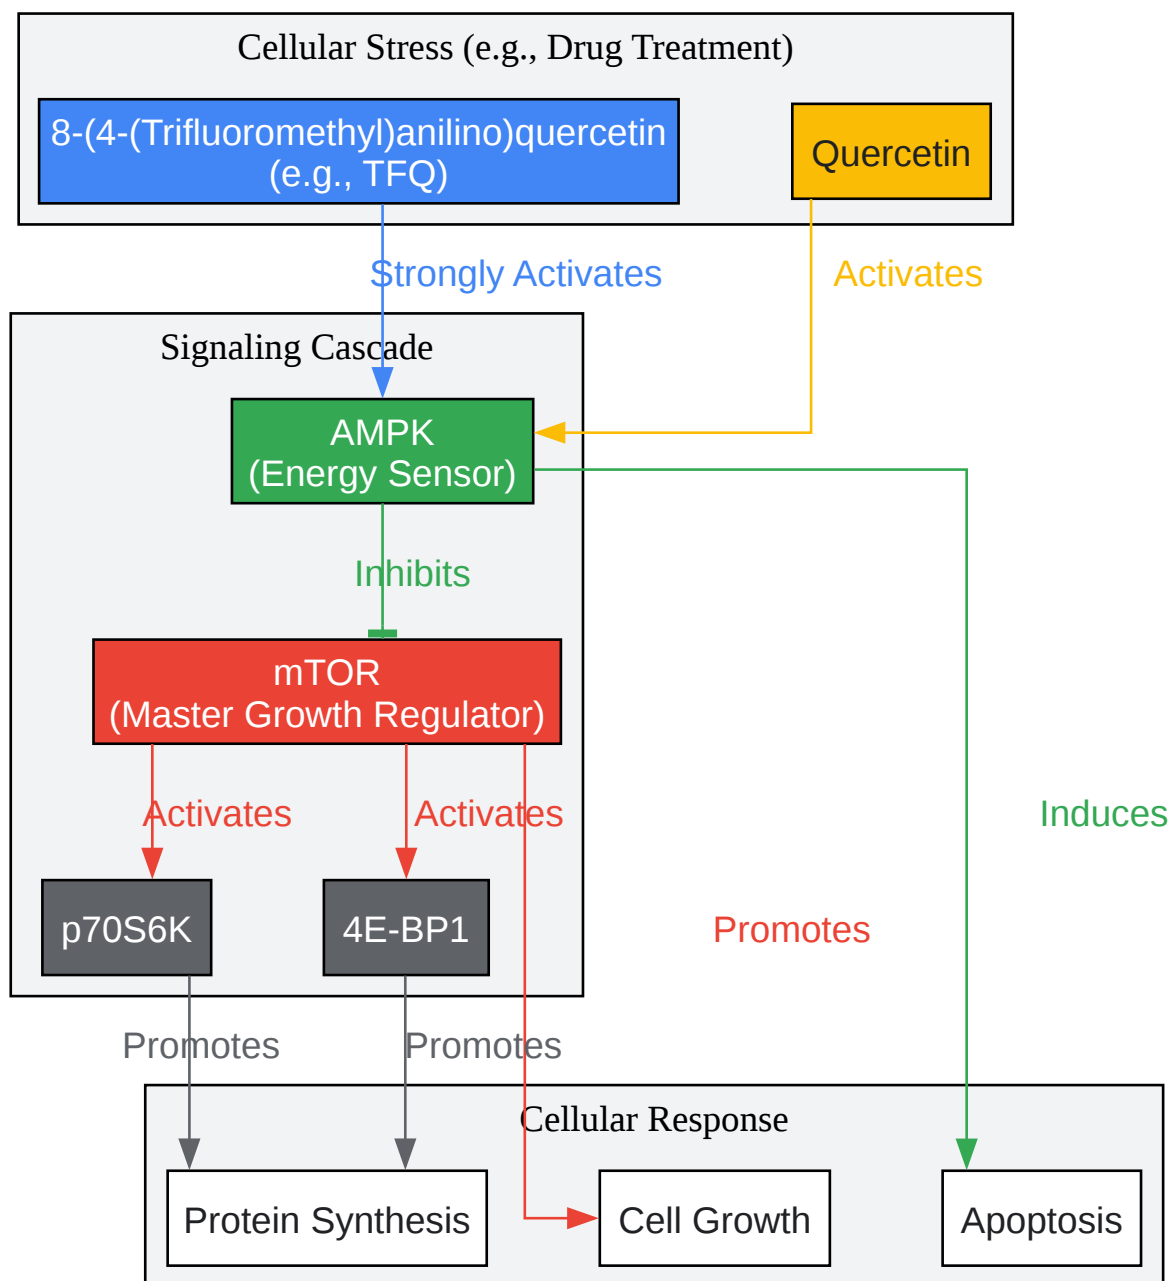 Cellular Stress (e.g., Drug Treatment)
8-(4-(Trifluoromethyl)anilino)quercetin
(e.g., TFQ)
Quercetin
Strongly Activates
Activates
Signaling Cascade
AMPK
(Energy Sensor)
Inhibits
mTOR
(Master Growth Regulator)
Activates
Activates
Induces
p70S6K
4E-BP1
Promotes
Promotes
Promotes
Cellular Response
Protein Synthesis
Cell Growth
Apoptosis